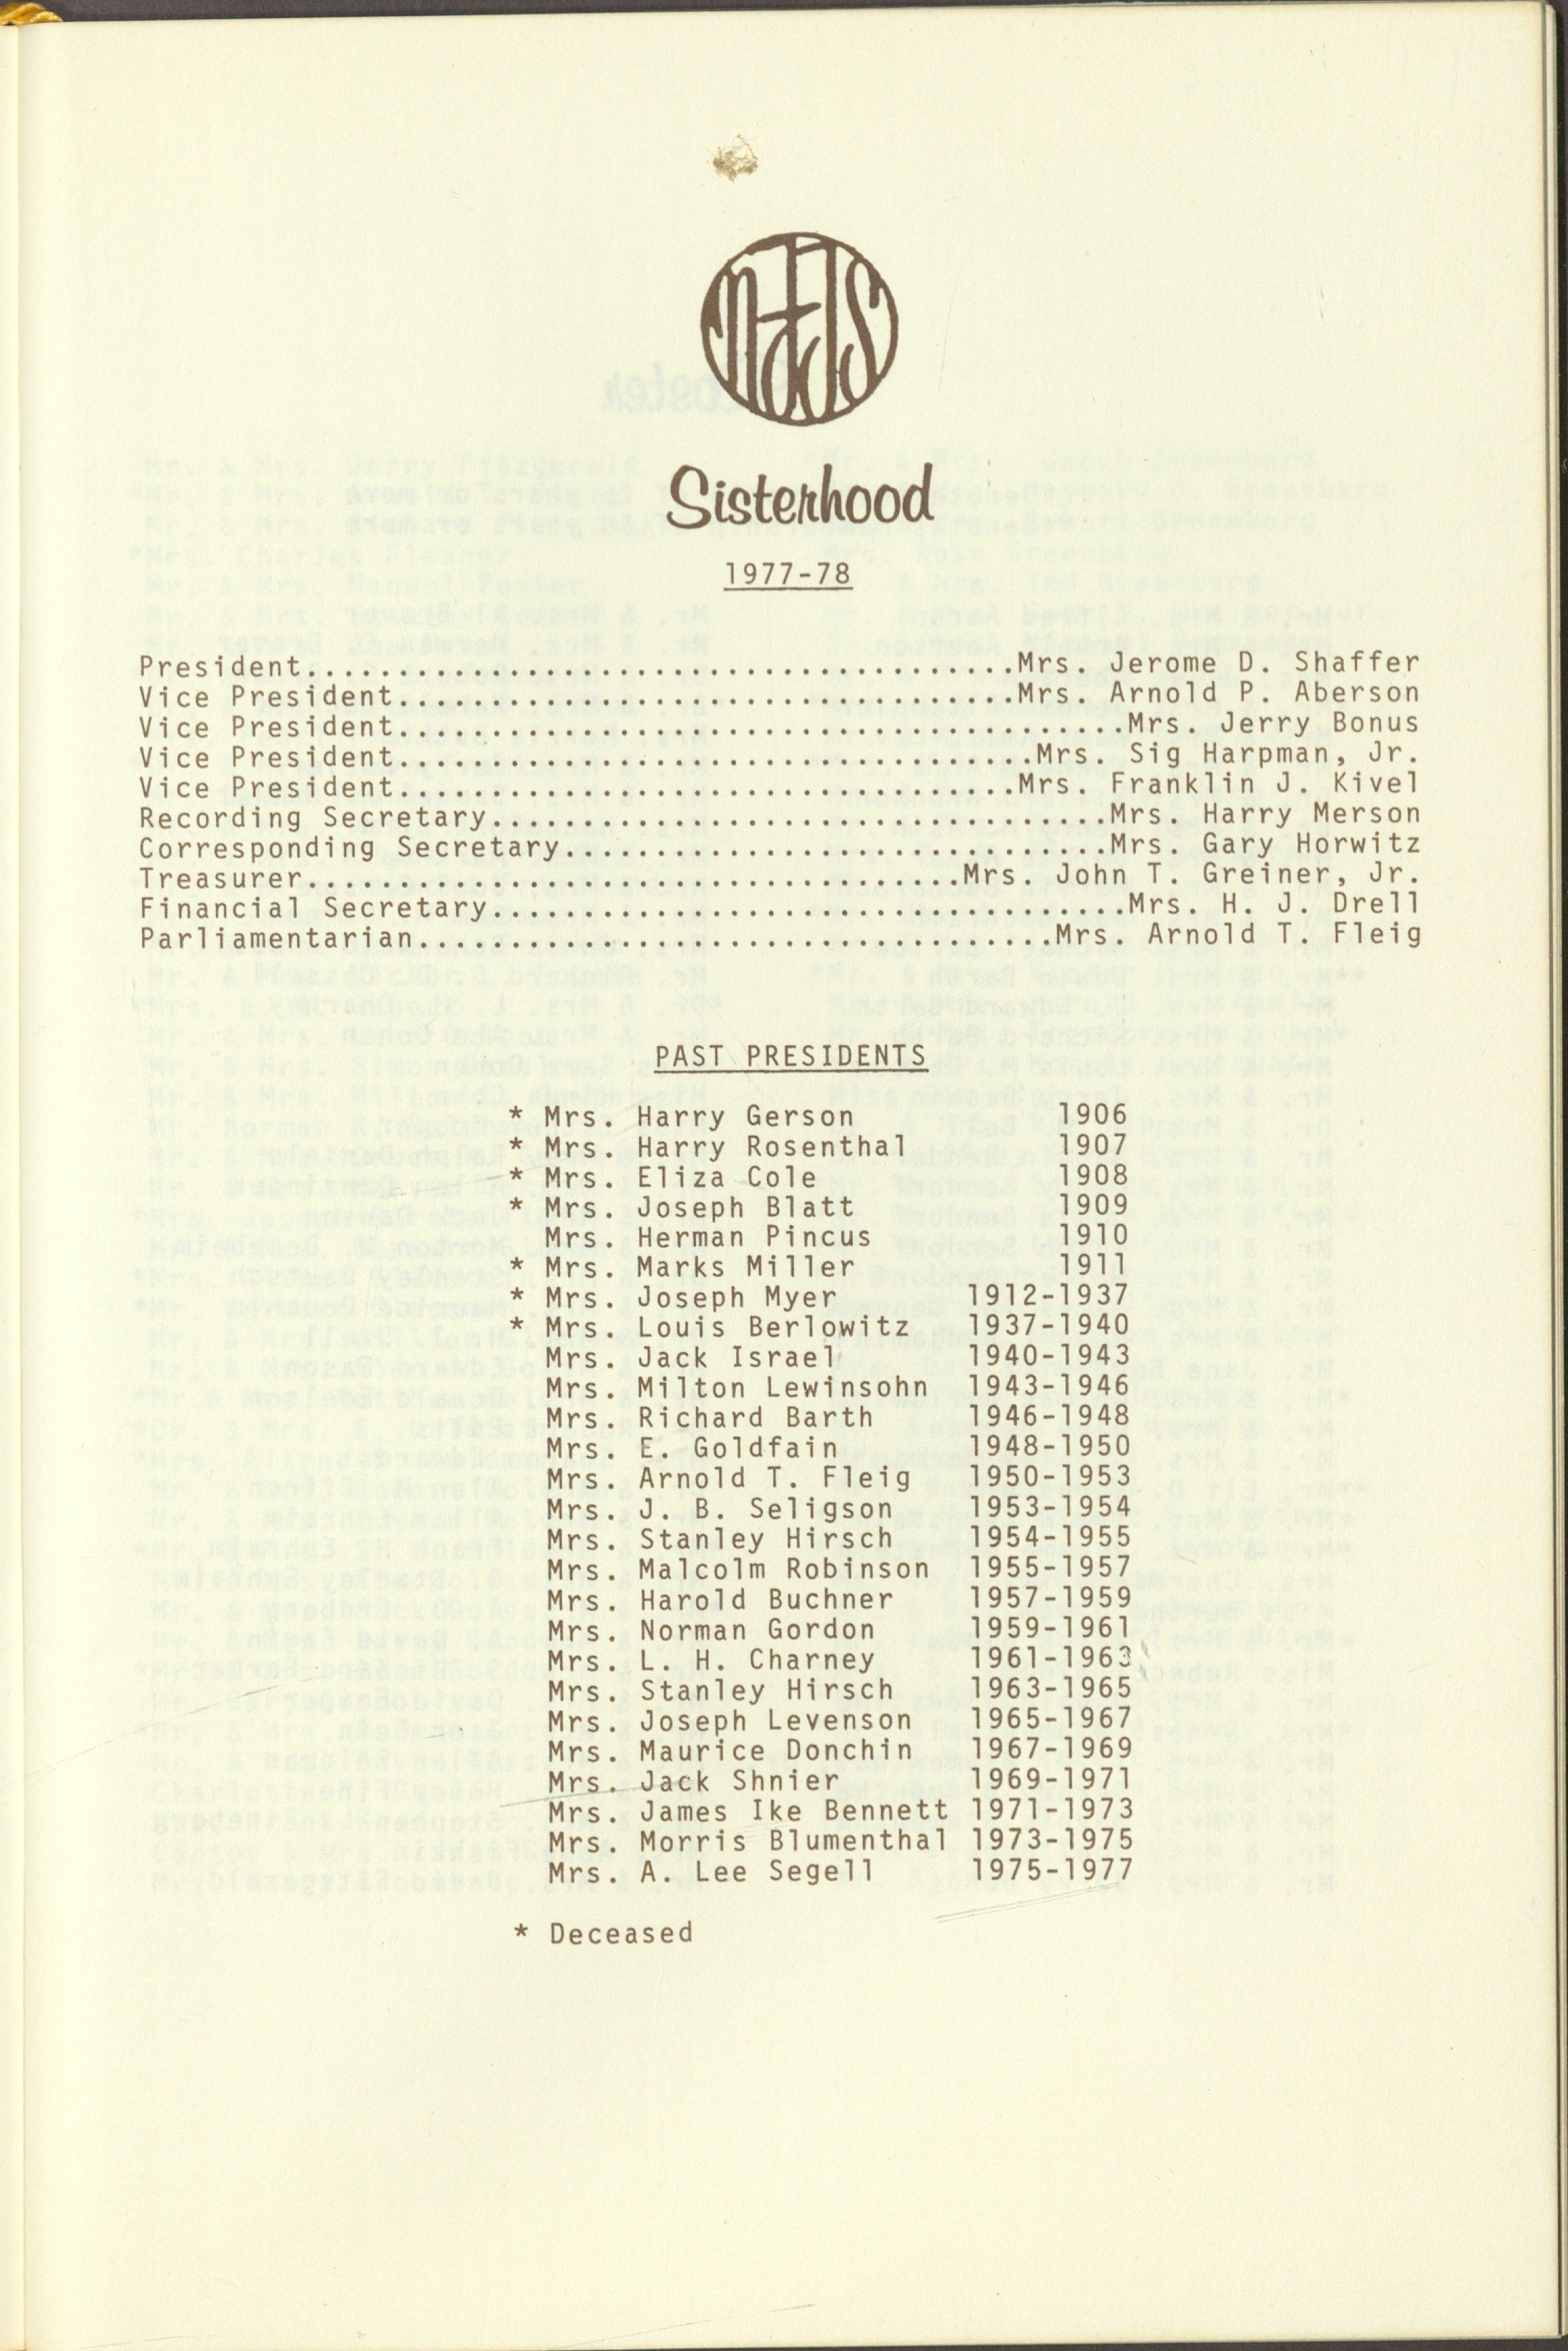 NFTS
Sisterhood
1977-78
President.......................................Mrs. Jerome D. Shaffer
Vice President..................................Mrs. Arnold P. Aberson
Vice President........................................Mrs. Jerry Bonus
Vice President...................................Mrs. Sig Harpman, Jr.
Vice President..................................Mrs. Franklin J. Kivel
Recording Secretary..................................Mrs. Harry Merson
Corresponding Secretary..............................Mrs. Gary Horwitz
Treasurer....................................Mrs. John T. Greiner, Jr.
Financial Secretary...................................Mrs. H. J. Drell
Parliamentarian...................................Mrs. Arnold T. Fleig
PAST PRESIDENTS
* Mrs. Harry Gerson 1906
* Mrs. Harry Rosenthal 1907
* Mrs. Eliza Cole 1908
* Mrs. Joseph Blatt 1909
Mrs. Herman Pincus 1910
* Mrs. Marks Miller 1911
* Mrs. Joseph Myer 1912-1937
* Mrs. Louis Berlowitz 1937-1940
Mrs. Jack Israel 1940-1943
Mrs. Milton Lewinsohn 1943-1946
Mrs. Richard Barth 1946-1948
Mrs. E. Goldfain 1948-1950
Mrs. Arnold T. Fleig 1950-1953
Mrs. J. B. Seligson 1953-1954
Mrs. Stanley Hirsch 1954-1955
Mrs. Malcolm Robinson 1955-1957
Mrs. Harold Buchner 1957-1959
Mrs. Norman Gordon 1959-1961
Mrs. L. H. Charney 1961-1963
Mrs. Stanley Hirsch 1963-1965
Mrs. Joseph Levenson 1965-1967
Mrs. Maurice Donchin 1967-1969
Mrs. Jack Shnier 1969-1971
Mrs. James Ike Bennett 1971-1973
Mrs. Morris Blumenthal 1973-1975
Mrs. A. Lee Segell 1975-1977
* Deceased